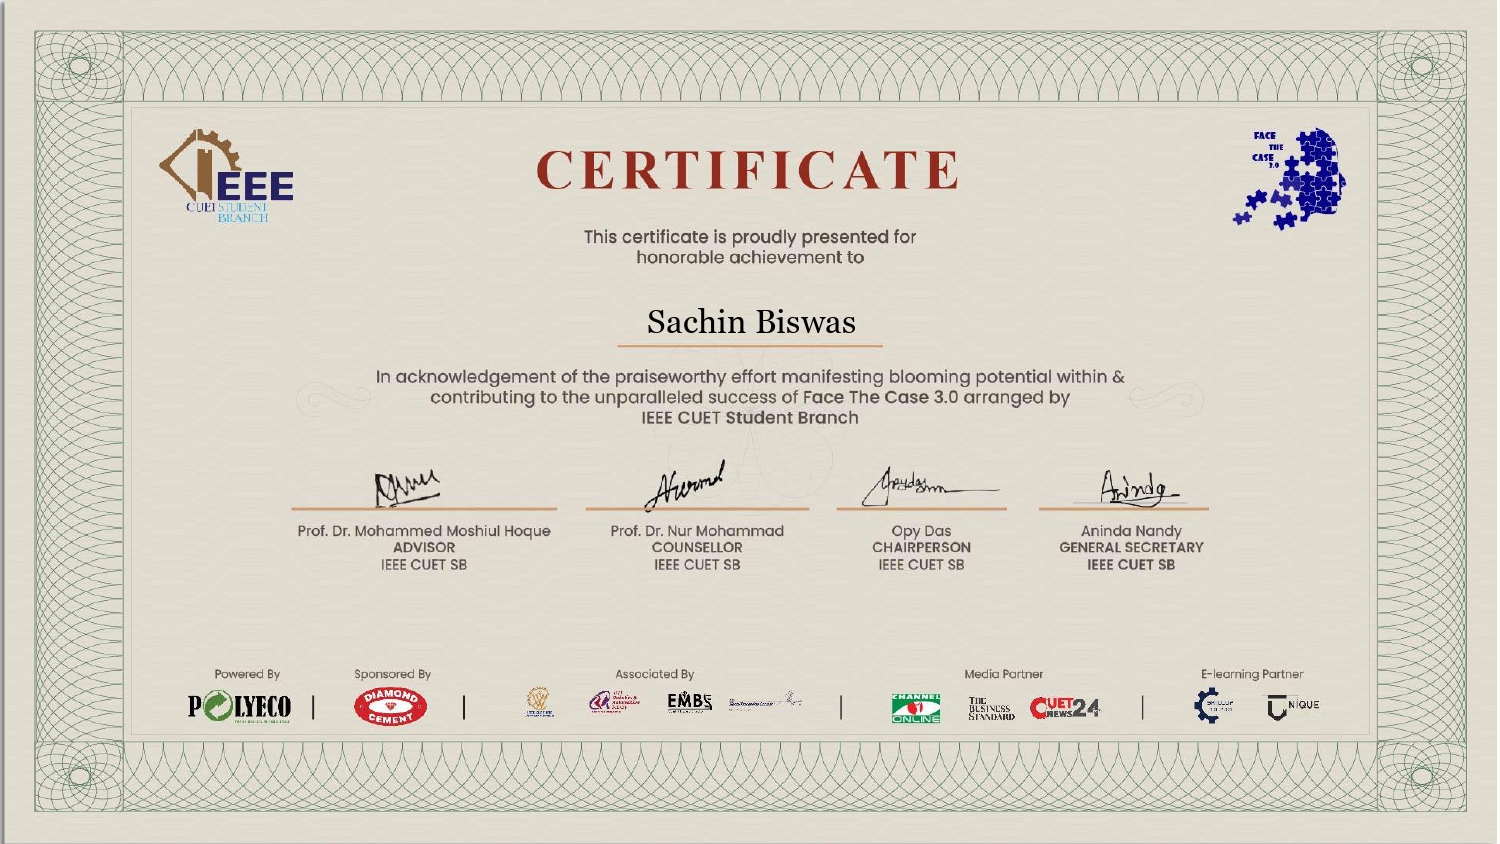 IEEE
CUET STUDENT
BRANCH
FACE
THE
CASE
3.0
CERTIFICATE
This certificate is proudly presented for
honorable achievement to
Sachin Biswas
In acknowledgement of the praiseworthy effort manifesting blooming potential within &
contributing to the unparalleled success of Face The Case 3.0 arranged by
IEEE CUET Student Branch
Aninda
Prof. Dr. Mohammed Moshiul Hoque
ADVISOR
IEEE CUET SB
Prof. Dr. Nur Mohammad
COUNSELLOR
IEEE CUET SB
Opy Das
CHAIRPERSON
IEEE CUET SB
Aninda Nandy
GENERAL SECRETARY
IEEE CUET SB
Powered By
POLYECO
Sponsored By
DIAMOND
CEMENT
Associated By
EMBS
Media Partner
CHANNEL
i
ONLINE
THE
BUSINESS
STANDARD
CUET
NEWS24
E-learning Partner
SKILLUP
UNIQUE